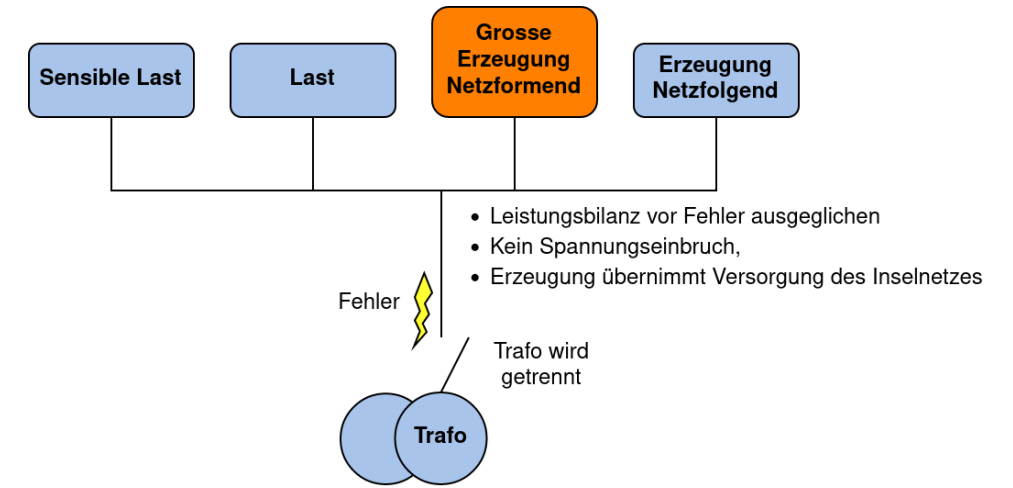 Sensible Last
Last
Grosse
Erzeugung
Netzformend
Erzeugung
Netzfolgend
• Leistungsbilanz vor Fehler ausgeglichen
• Kein Spannungseinbruch,
• Erzeugung übernimmt Versorgung des Inselnetzes
Fehler
Trafo wird
getrennt
Trafo